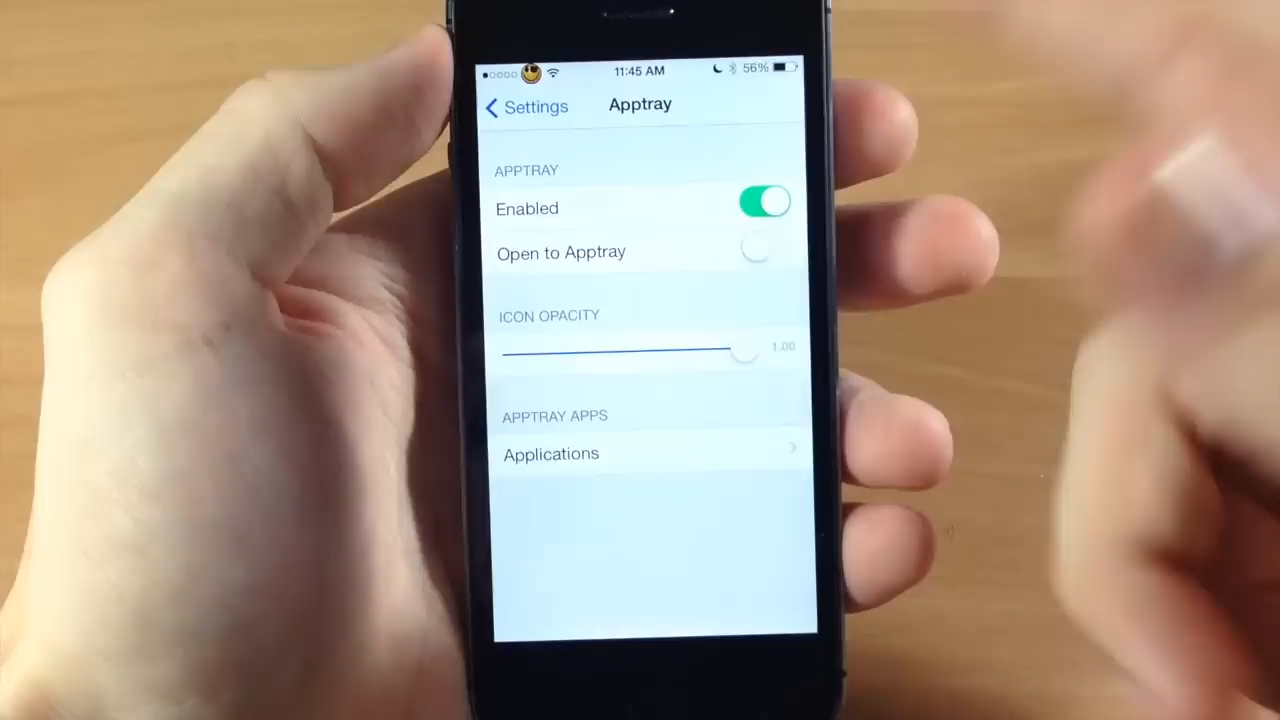 11:45 AM
56%
Settings
Apptray
APPTRAY
Enabled
Open to Apptray
ICON OPACITY
1.00
APPTRAY APPS
Applications